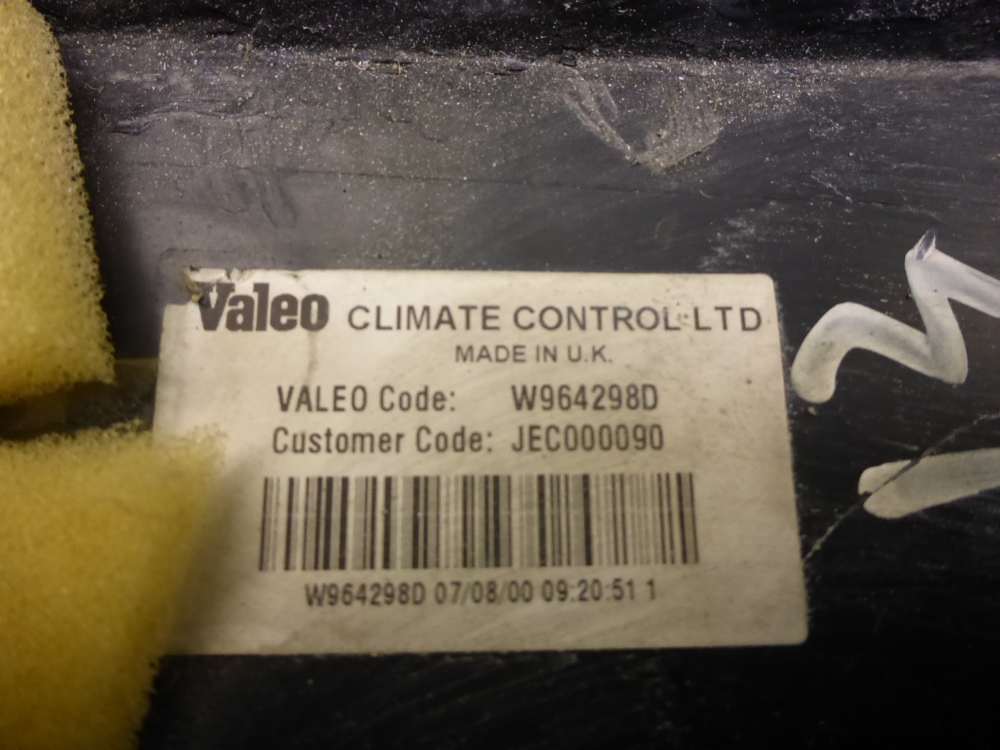 Valeo CLIMATE CONTROL LTD
MADE IN U.K.
VALEO Code: W964298D
Customer Code: JEC000090
W964298D 07/08/00 09:20:51 1